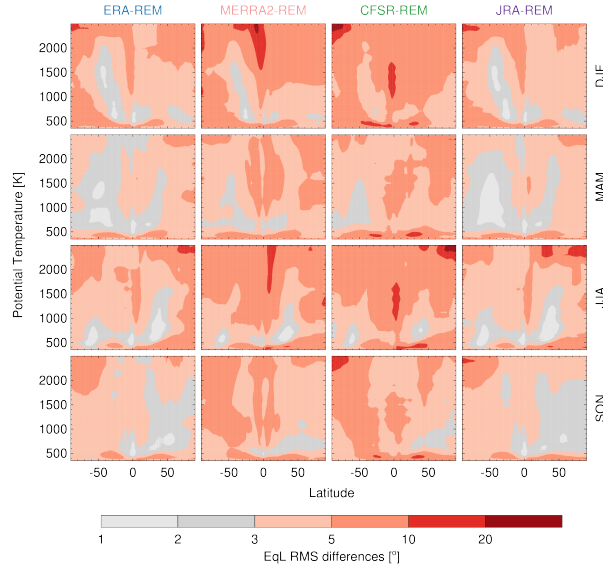 ERA-REM MERRA2-REM CFSR-REM JRA-REM
2000
1500
1000
500
DJF
2000
1500
1000
500
MAM
2000
1500
1000
500
JJA
2000
1500
1000
500
SON
Potential Temperature [K]
-50 0 50 -50 0 50 -50 0 50 -50 0 50
Latitude
1 2 3 5 10 20
EqL RMS differences [°]